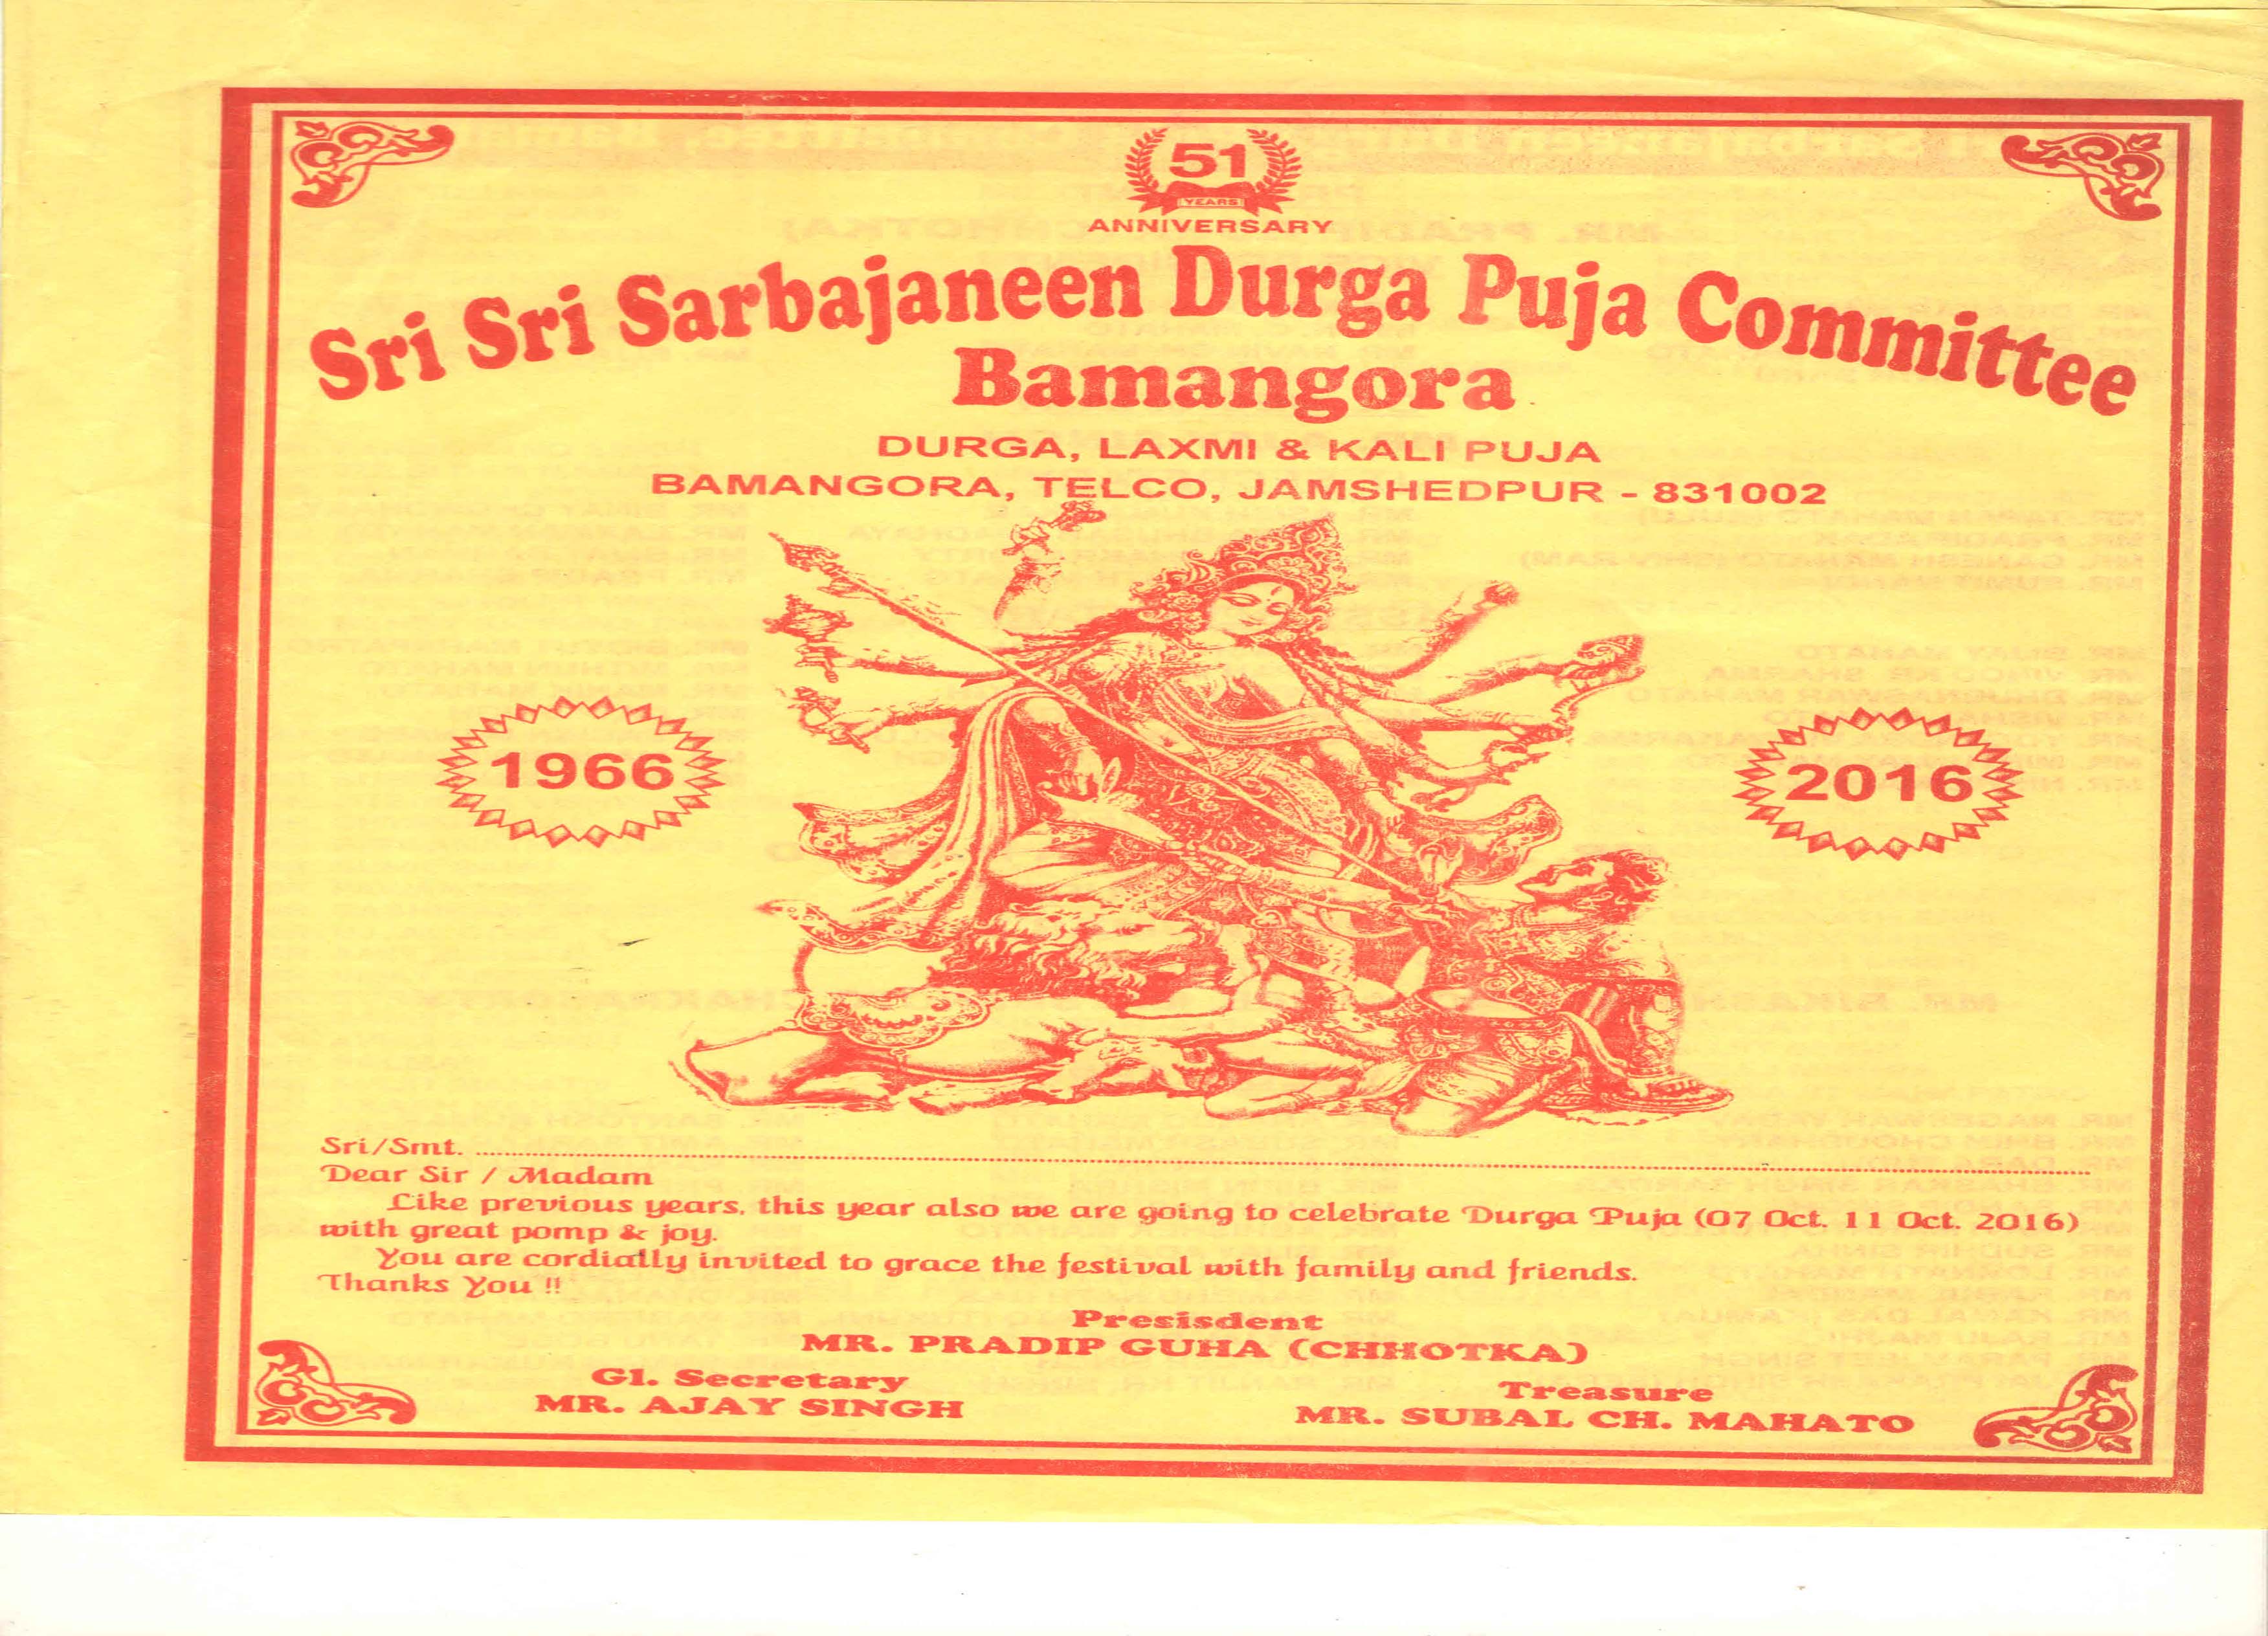 51
YEARS
ANNIVERSARY
Sri Sri Sarbajaneen Durga Puja Committee
Bamangora
DURGA, LAXMI & KALI PUJA
BAMANGORA, TELCO, JAMSHEDPUR - 831002
1966
2016
Sri/Smt. ........................................
Dear Sir / Madam
Like previous years, this year also we are going to celebrate Durga Puja (07 Oct. 11 Oct. 2016)
with great pomp & joy.
You are cordially invited to grace the festival with family and friends.
Thanks You !!
Presisdent
MR. PRADIP GUHA (CHHOTKA)
Gl. Secretary
MR. AJAY SINGH
Treasure
MR. SUBAL CH. MAHATO